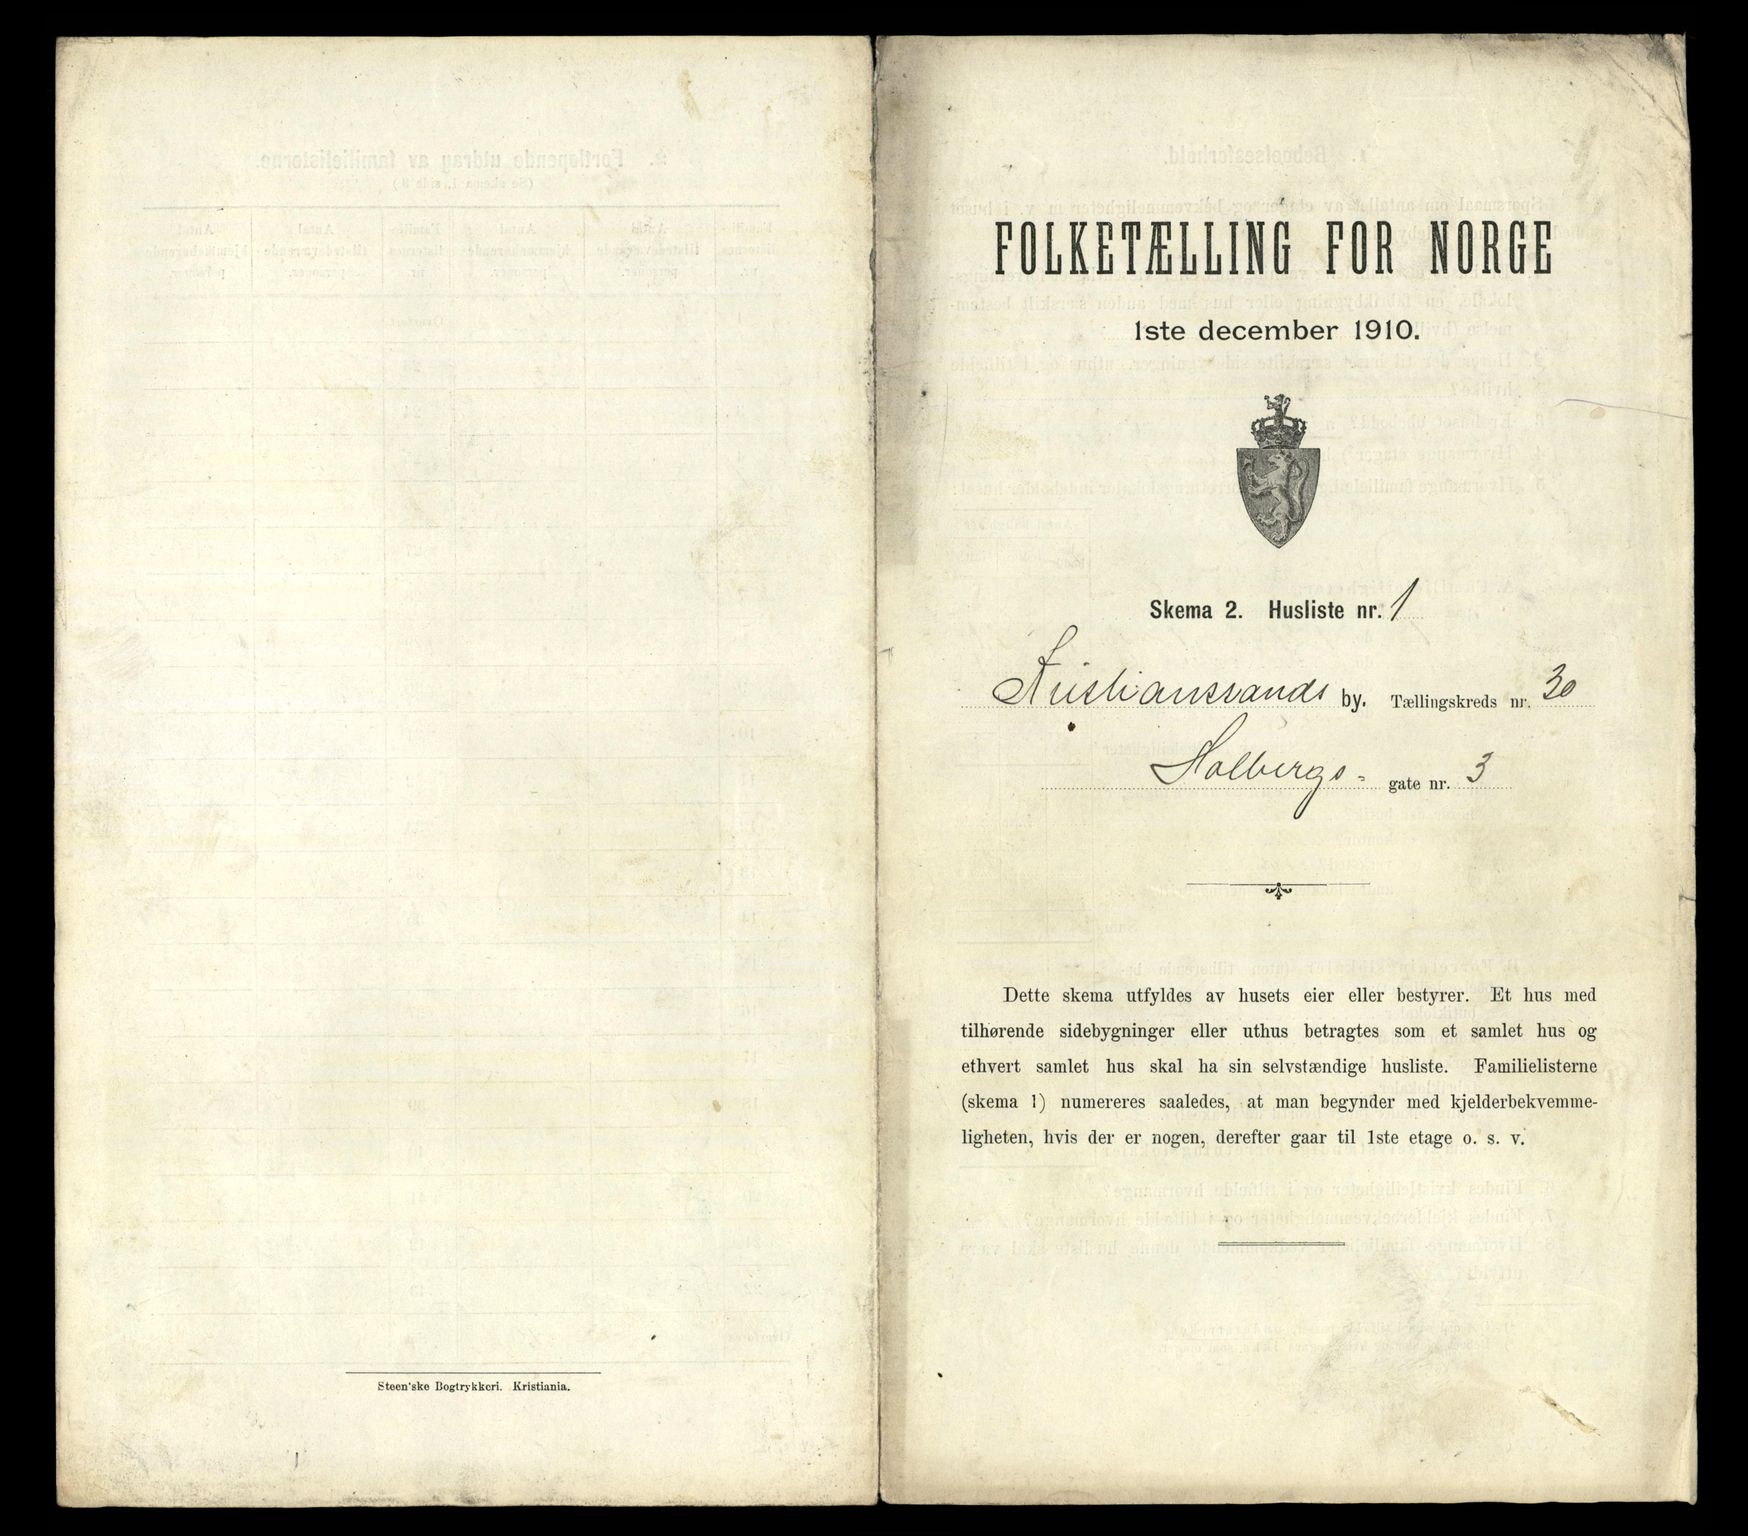 Steen'ske Bogtrykkeri. Kristiania.
FOLKETÆLLING FOR NORGE
1ste december 1910.
Skema 2. Husliste nr. 1
Kristianssands by. Tællingskreds nr. 30
Holbergs- gate nr. 3
Dette skema utfyldes av husets eier eller bestyrer. Et hus med
tilhørende sidebygninger eller uthus betragtes som et samlet hus og
ethvert samlet hus skal ha sin selvstændige husliste. Familielisterne
(skema 1) numereres saaledes, at man begynder med kjelderbekvemme-
ligheten, hvis der er nogen, derefter gaar til 1ste etage o. s. v.